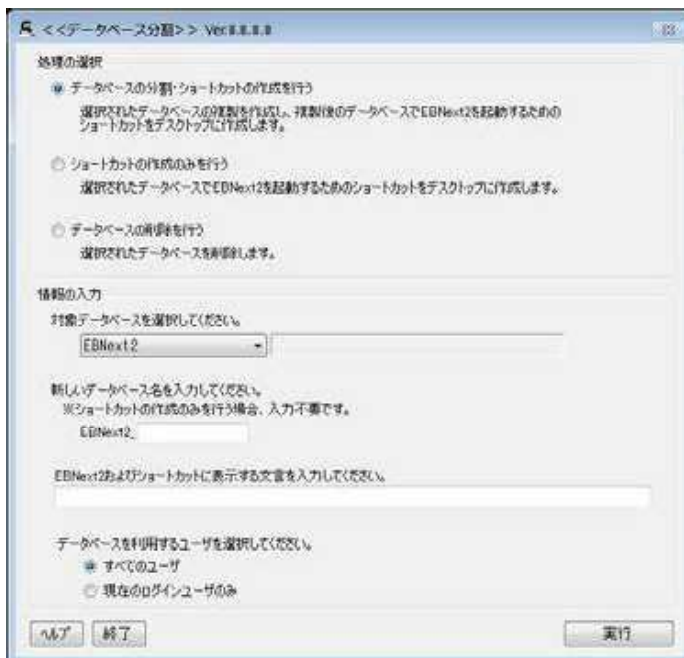 <<データベース分割>> Ver.8.8.8.8
処理の選択
データベースの分割・ショートカットの作成を行う
選択されたデータベースの複製を作成し、複製後のデータベースでEBNext2を起動するための
ショートカットをデスクトップに作成します。
ショートカットの作成のみを行う
選択されたデータベースでEBNext2を起動するためのショートカットをデスクトップに作成します。
データベースの削除を行う
選択されたデータベースを削除します。
情報の入力
対象データベースを選択してください。
EBNext2
新しいデータベース名を入力してください。
※ショートカットの作成のみを行う場合、入力不要です。
EBNext2_
EBNext2およびショートカットに表示する文言を入力してください。
データベースを利用するユーザを選択してください。
すべてのユーザ
現在のログインユーザのみ
ヘルプ 終了 実行